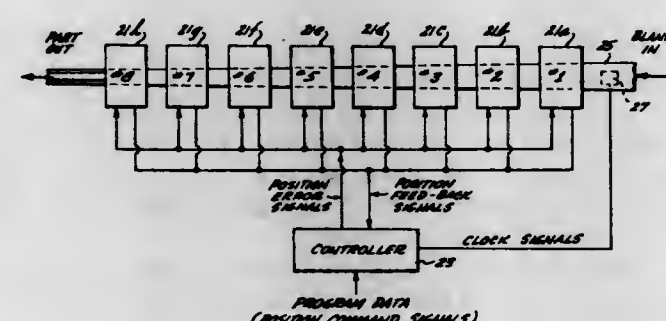 21h 21g 21f 21e 21d 21c 21b 21a
PART OUT
BLANK IN
25
#8 #7 #6 #5 #4 #3 #2 #1
27
POSITION ERROR SIGNALS
POSITION FEED-BACK SIGNALS
CONTROLLER
CLOCK SIGNALS
23
PROGRAM DATA
(POSITION COMMAND SIGNALS)